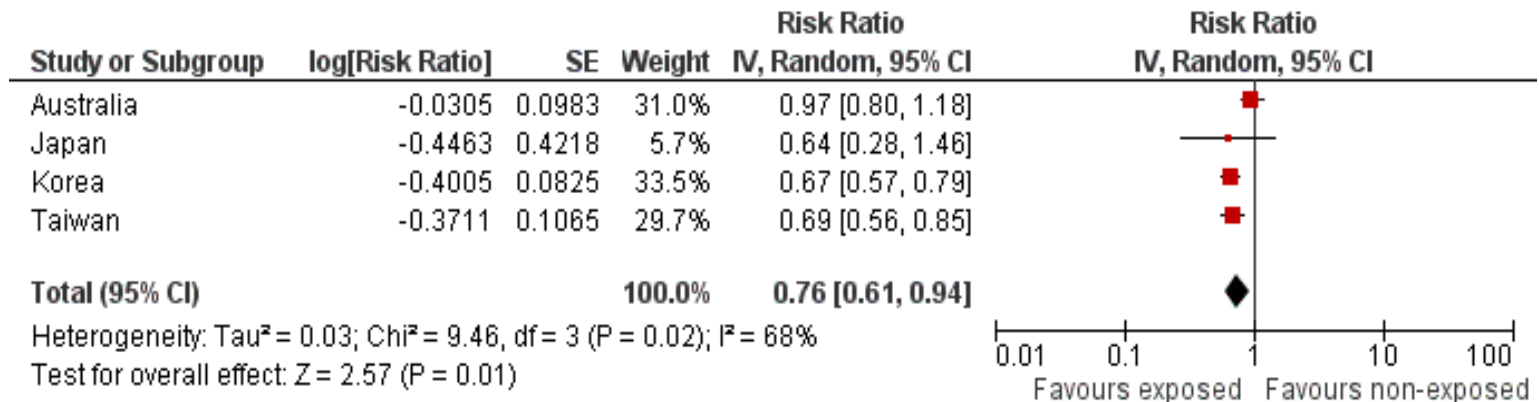 Risk Ratio Risk Ratio
Study or Subgroup log[Risk Ratio] SE Weight IV, Random, 95% CI IV, Random, 95% CI
Australia -0.0305 0.0983 31.0% 0.97 [0.80, 1.18]
Japan -0.4463 0.4218 5.7% 0.64 [0.28, 1.46]
Korea -0.4005 0.0825 33.5% 0.67 [0.57, 0.79]
Taiwan -0.3711 0.1065 29.7% 0.69 [0.56, 0.85]
Total (95% CI) 100.0% 0.76 [0.61, 0.94]
Heterogeneity: Tau² = 0.03; Chi² = 9.46, df = 3 (P = 0.02); I² = 68%
Test for overall effect: Z = 2.57 (P = 0.01)
0.01 0.1 1 10 100
Favours exposed Favours non-exposed